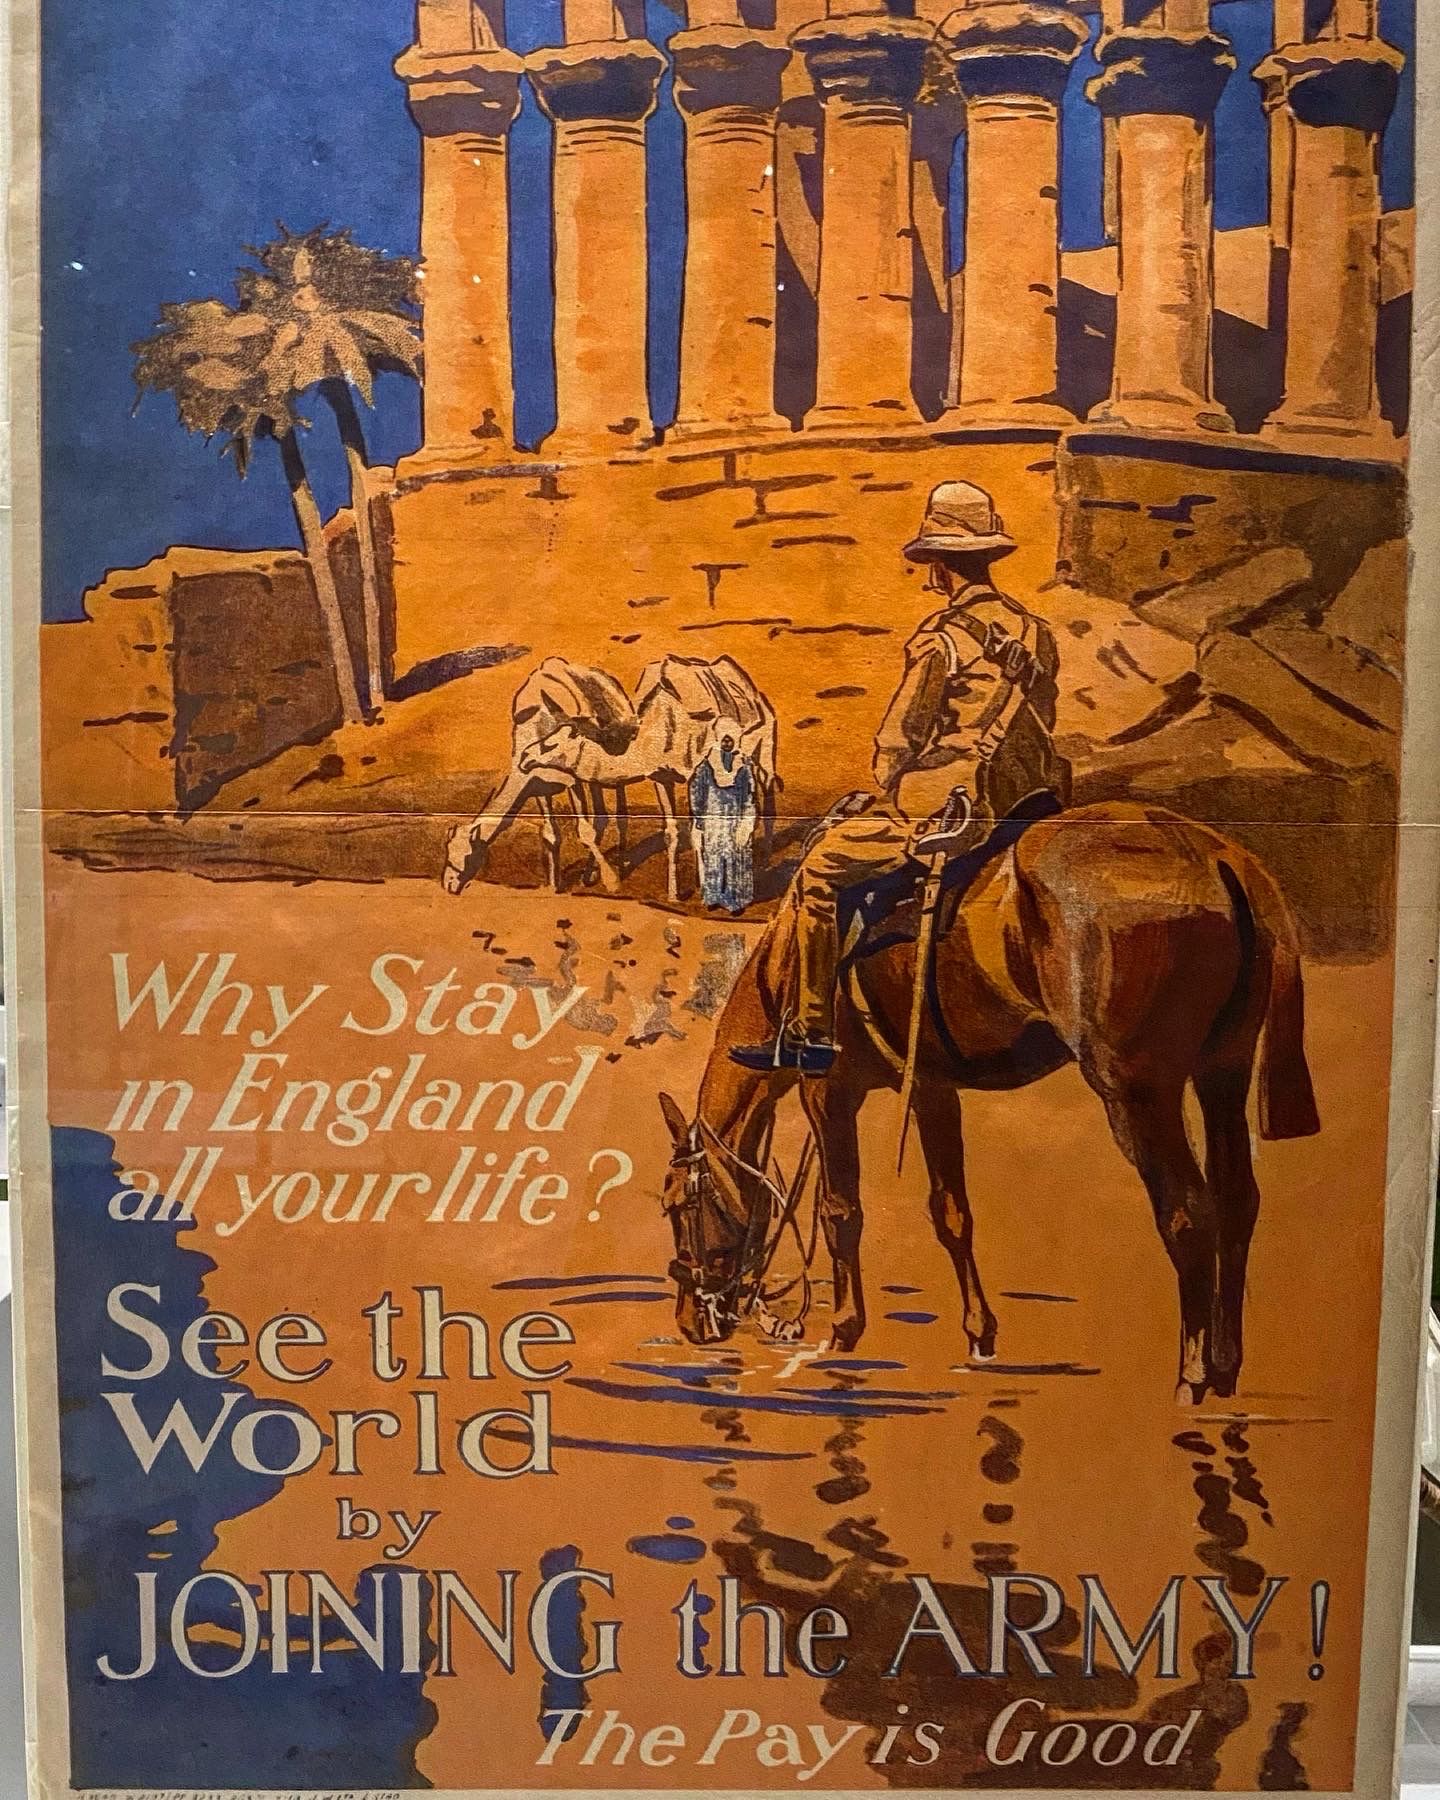 Why Stay
in England
all your life?
See the
World
by
JOINING the ARMY!
The Pay is Good